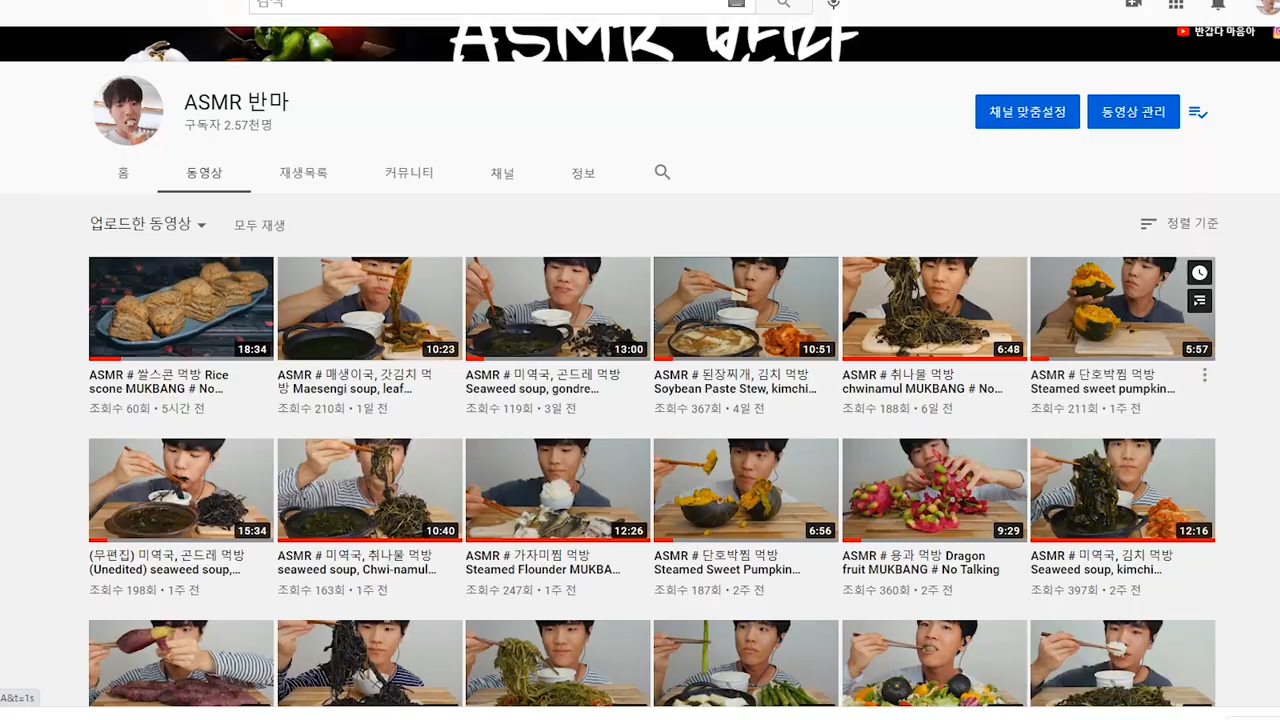 검색
ASMR 반마
반갑다 마음아
ASMR 반마
구독자 2.57천명
채널 맞춤설정
동영상 관리
홈
동영상
재생목록
커뮤니티
채널
정보
업로드한 동영상
모두 재생
정렬 기준
18:34
10:23
13:00
10:51
6:48
5:57
ASMR # 쌀스콘 먹방 Rice
scone MUKBANG # No...
조회수 60회 • 5시간 전
ASMR # 매생이국, 갓김치 먹
방 Maesengi soup, leaf...
조회수 210회 • 1일 전
ASMR # 미역국, 곤드레 먹방
Seaweed soup, gondre...
조회수 119회 • 3일 전
ASMR # 된장찌개, 김치 먹방
Soybean Paste Stew, kimchi...
조회수 367회 • 4일 전
ASMR # 취나물 먹방
chwinamul MUKBANG # No...
조회수 188회 • 6일 전
ASMR # 단호박찜 먹방
Steamed sweet pumpkin...
조회수 211회 • 1주 전
15:34
10:40
12:26
6:56
9:29
12:16
(무편집) 미역국, 곤드레 먹방
(Unedited) seaweed soup,...
조회수 198회 • 1주 전
ASMR # 미역국, 취나물 먹방
seaweed soup, Chwi-namul...
조회수 163회 • 1주 전
ASMR # 가자미찜 먹방
Steamed Flounder MUKBA...
조회수 247회 • 1주 전
ASMR # 단호박찜 먹방
Steamed Sweet Pumpkin...
조회수 187회 • 2주 전
ASMR # 용과 먹방 Dragon
fruit MUKBANG # No Talking
조회수 360회 • 2주 전
ASMR # 미역국, 김치 먹방
Seaweed soup, kimchi...
조회수 397회 • 2주 전
A&t=1s